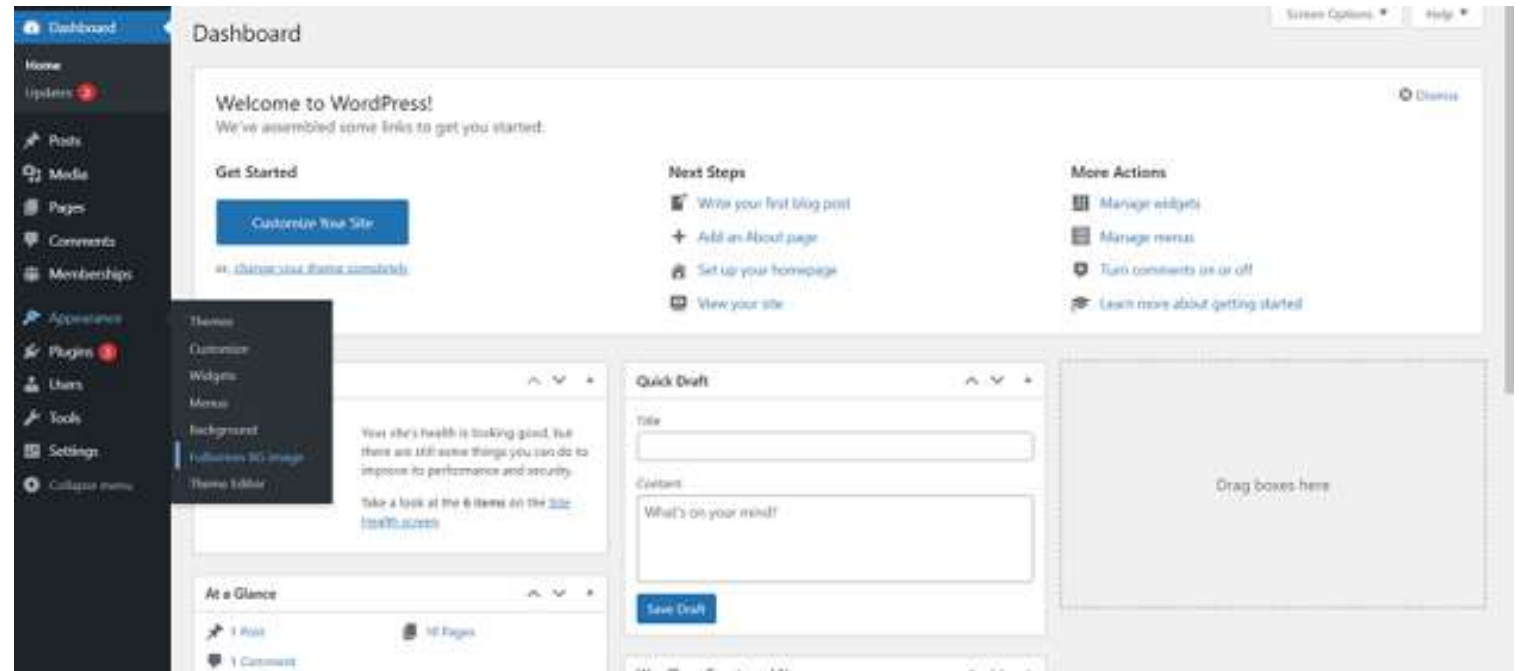 Dashboard
Home
Updates 3
Posts
Media
Pages
Comments
Memberships
Appearance
Plugins 3
Users
Tools
Settings
Collapse menu
Themes
Customize
Widgets
Menus
Background
Fullscreen BG Image
Theme Editor
Screen Options
Help
Dashboard
Welcome to WordPress!
We've assembled some links to get you started:
Dismiss
Get Started
Customize Your Site
or, change your theme completely
Next Steps
Write your first blog post
Add an About page
Set up your homepage
View your site
More Actions
Manage widgets
Manage menus
Turn comments on or off
Learn more about getting started
Your site's health is looking good, but
there are still some things you can do to
improve its performance and security.
Take a look at the 6 items on the Site
Health screen.
At a Glance
1 Post
10 Pages
1 Comment
Quick Draft
Title
Content
What's on your mind?
Save Draft
Drag boxes here